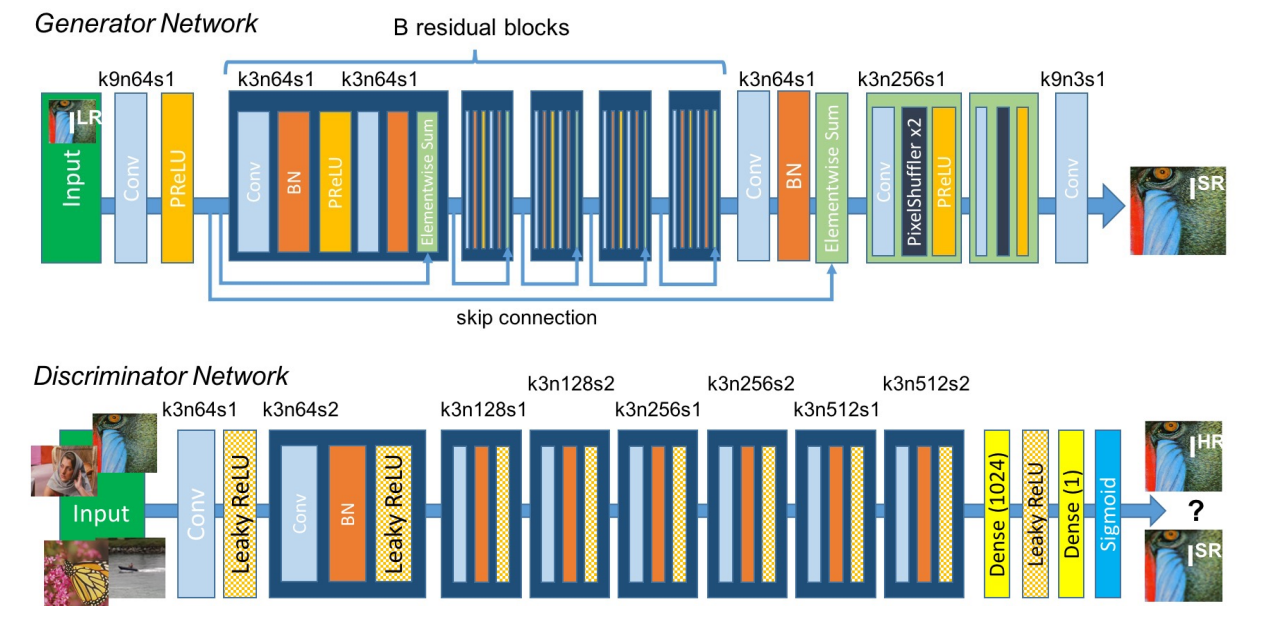 Generator Network
B residual blocks
k9n64s1
k3n64s1
k3n64s1
k3n64s1
k3n256s1
k9n3s1
Input
I^LR
Conv
PReLU
Conv
BN
PReLU
Elementwise Sum
Conv
BN
Elementwise Sum
Conv
PixelShuffler x2
PReLU
Conv
I^SR
skip connection
Discriminator Network
k3n128s2
k3n256s2
k3n512s2
k3n64s1
k3n64s2
k3n128s1
k3n256s1
k3n512s1
Input
Conv
Leaky ReLU
Conv
BN
Leaky ReLU
Dense (1024)
Leaky ReLU
Dense (1)
Sigmoid
I^HR
?
I^SR